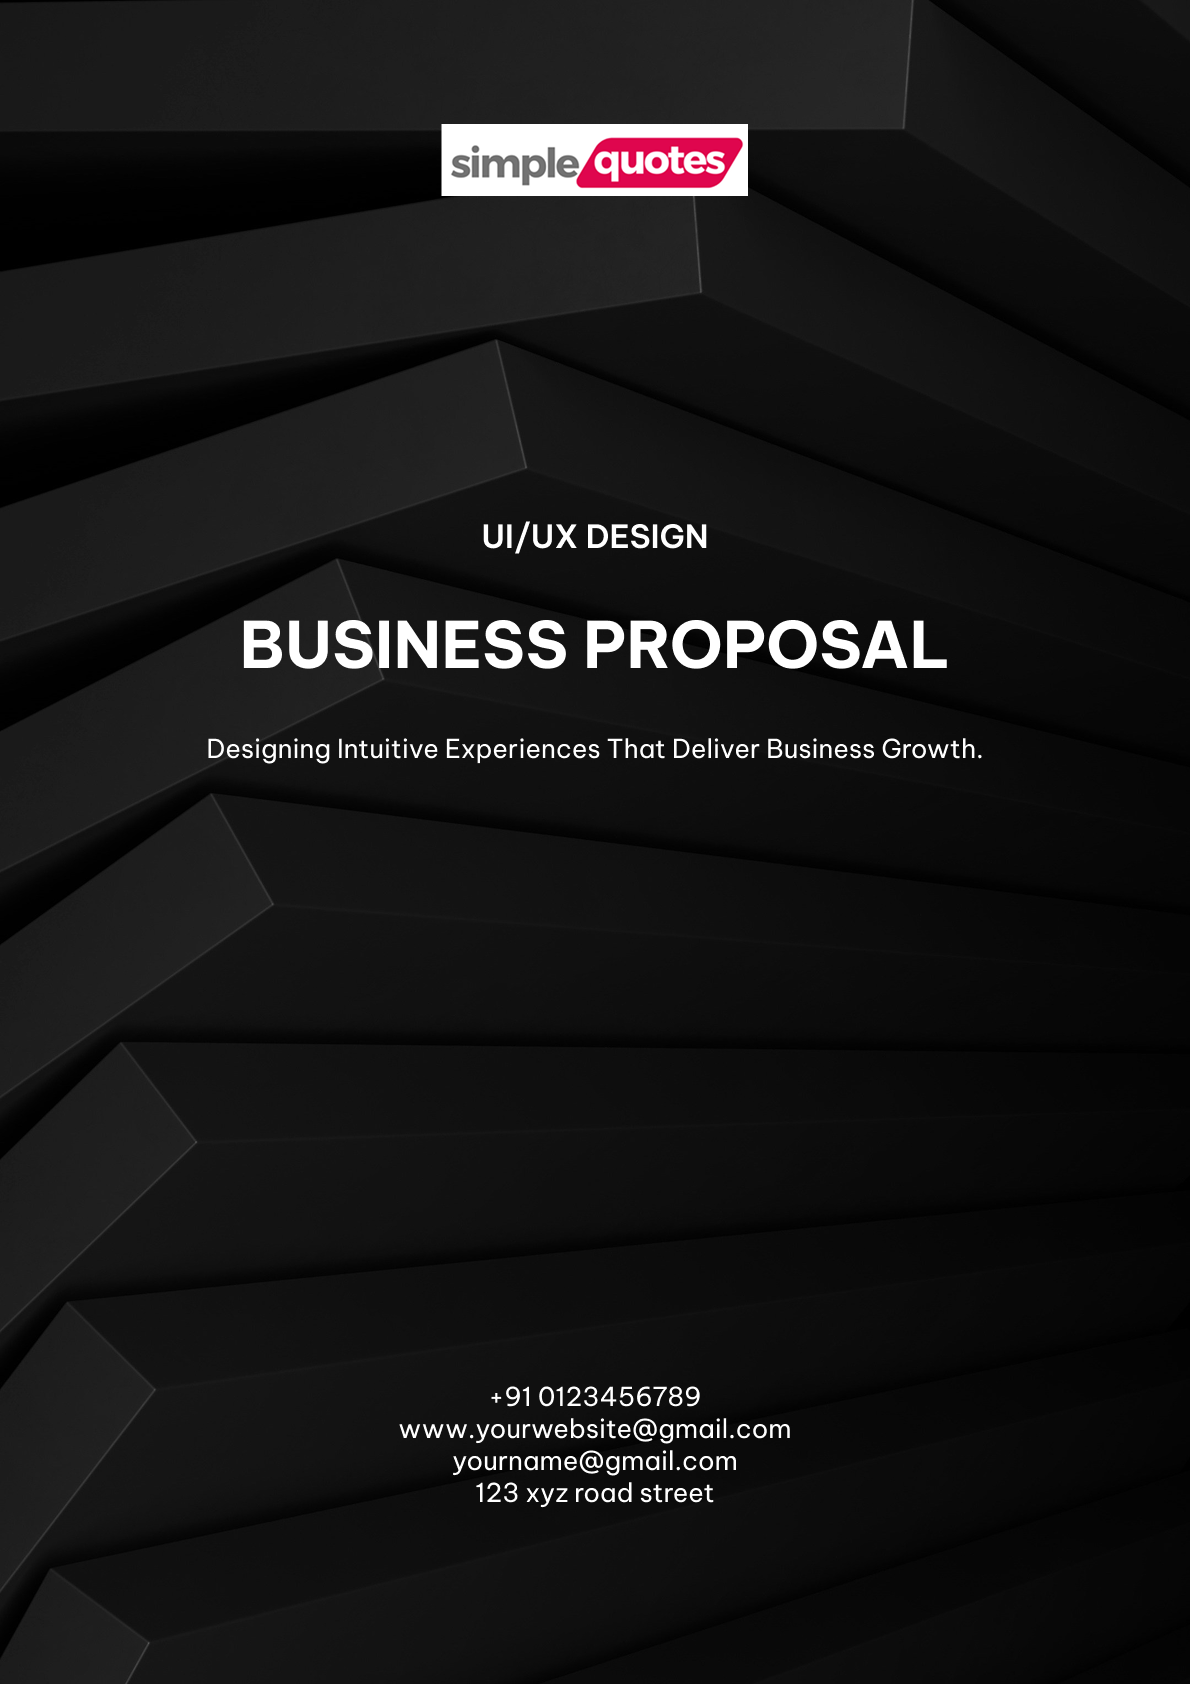 simple quotes
UI/UX DESIGN
BUSINESS PROPOSAL
Designing Intuitive Experiences That Deliver Business Growth.
+91 0123456789
www.yourwebsite@gmail.com
yourname@gmail.com
123 xyz road street